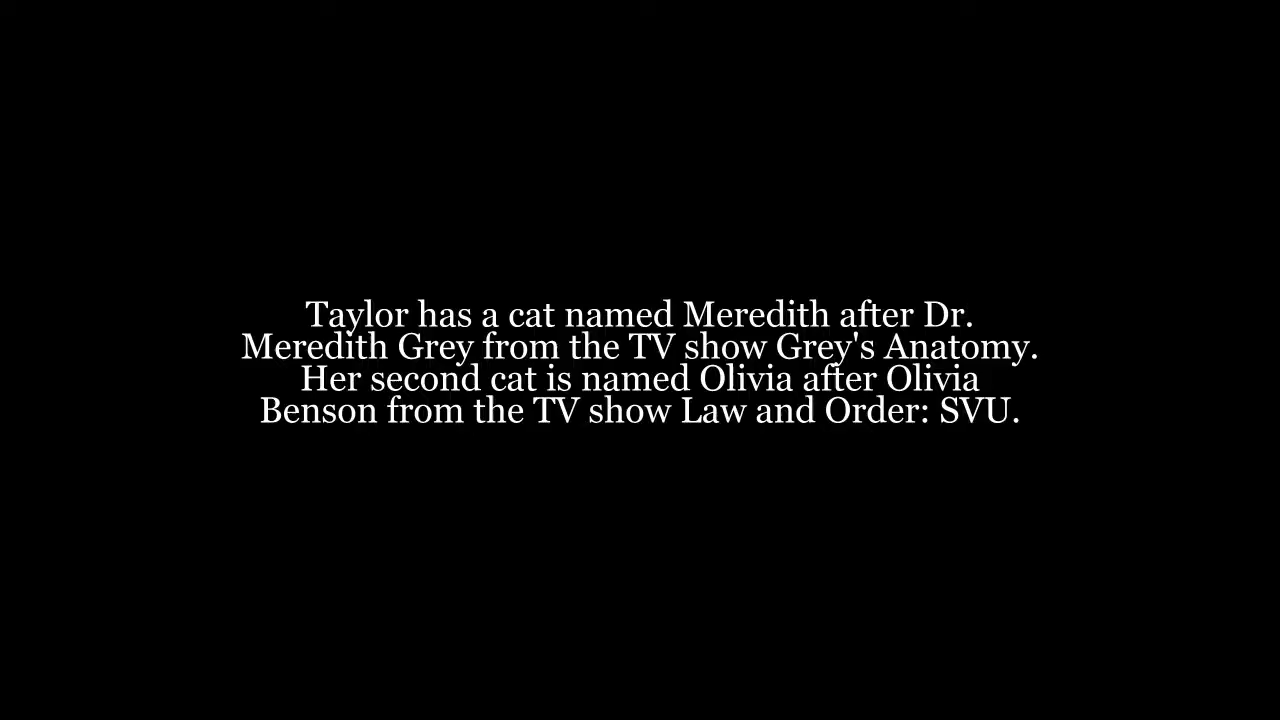 Taylor has a cat named Meredith after Dr.
Meredith Grey from the TV show Grey's Anatomy.
Her second cat is named Olivia after Olivia
Benson from the TV show Law and Order: SVU.